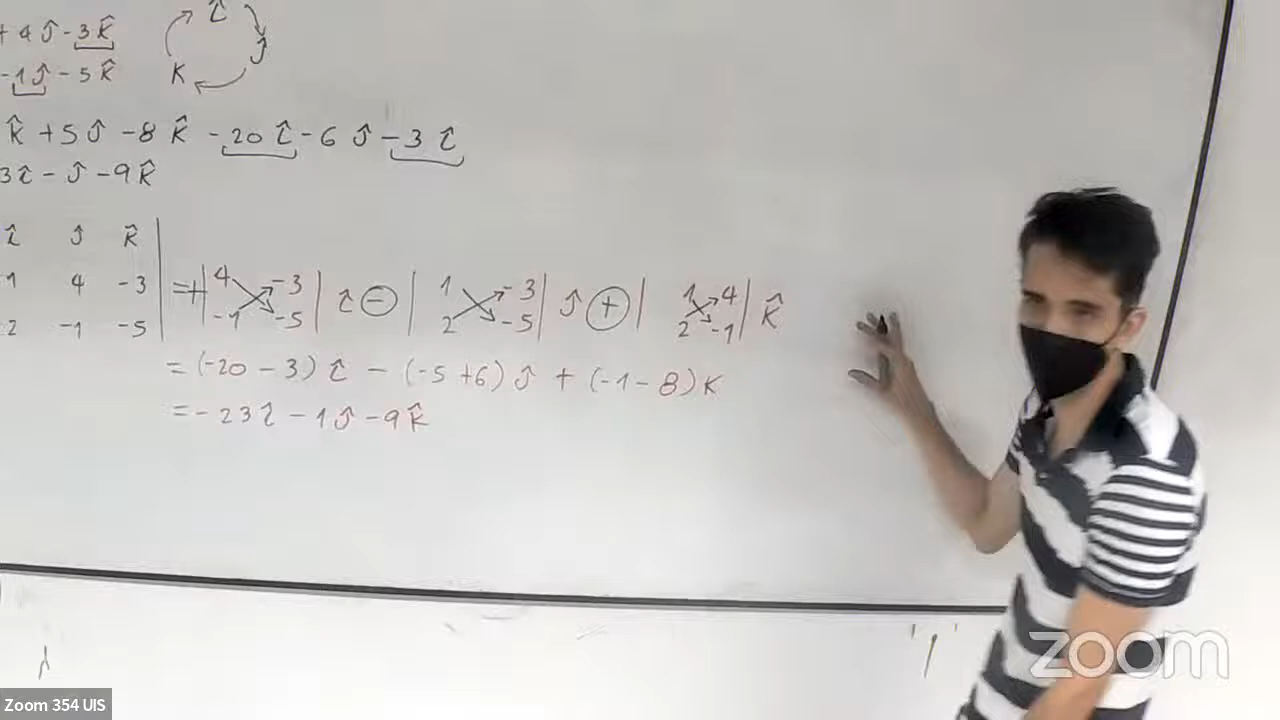 + 4ĵ - 3k̂
î
ĵ
k
- 1ĵ - 5k̂
k̂ + 5ĵ - 8k̂ - 20î - 6ĵ - 3î
3î - ĵ - 9k̂
î ĵ k̂
1 4 -3
2 -1 -5
= + | 4 -3 | î - | 1 -3 | ĵ + | 1 4 | k̂
| -1 -5 | | 2 -5 | | 2 -1 |
= (-20 - 3) î - (-5 + 6) ĵ + (-1 - 8) k
= -23î - 1ĵ - 9k̂
zoom
Zoom 354 UIS